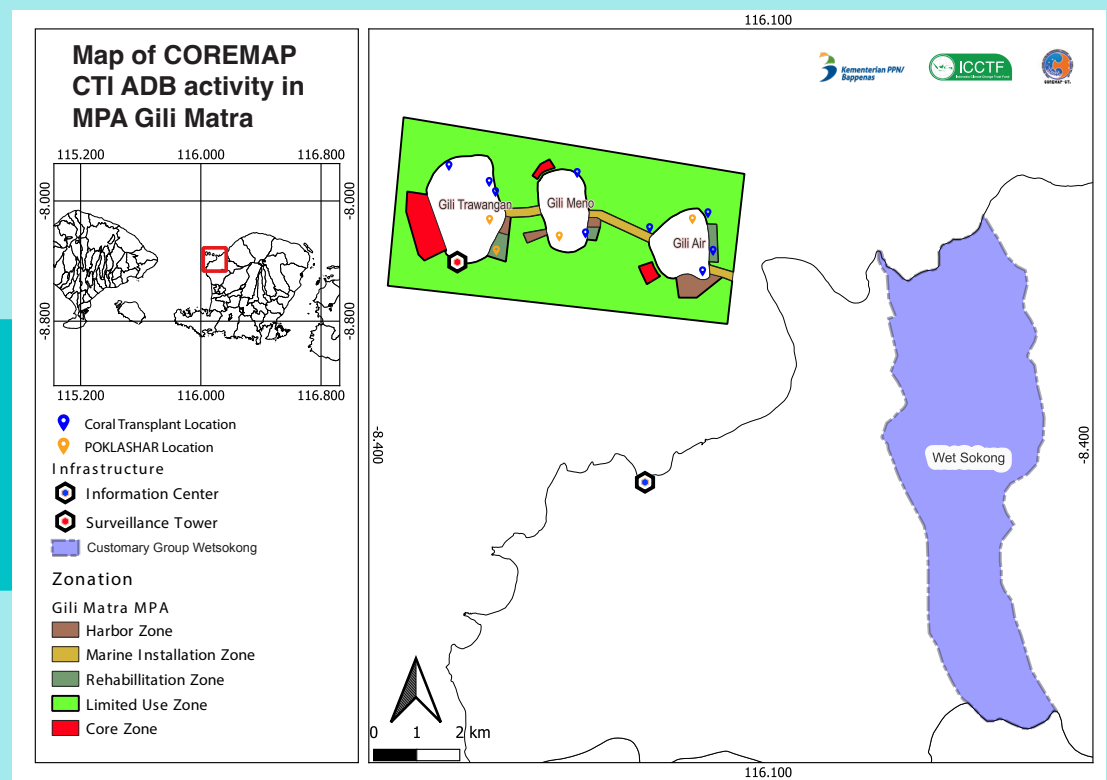 Map of COREMAP
CTI ADB activity in
MPA Gili Matra
115.200 116.000 116.800
-8.000 -8.000
-8.800 -8.800
115.200 116.000 116.800
Coral Transplant Location
POKLASHAR Location
Infrastructure
Information Center
Surveillance Tower
Customary Group Wetsokong
Zonation
Gili Matra MPA
Harbor Zone
Marine Installation Zone
Rehabillitation Zone
Limited Use Zone
Core Zone
116.100
Kementerian PPN/
Bappenas
ICCTF
Gili Trawangan
Gili Meno
Gili Air
-8.400 -8.400
Wet Sokong
0 1 2 km
116.100